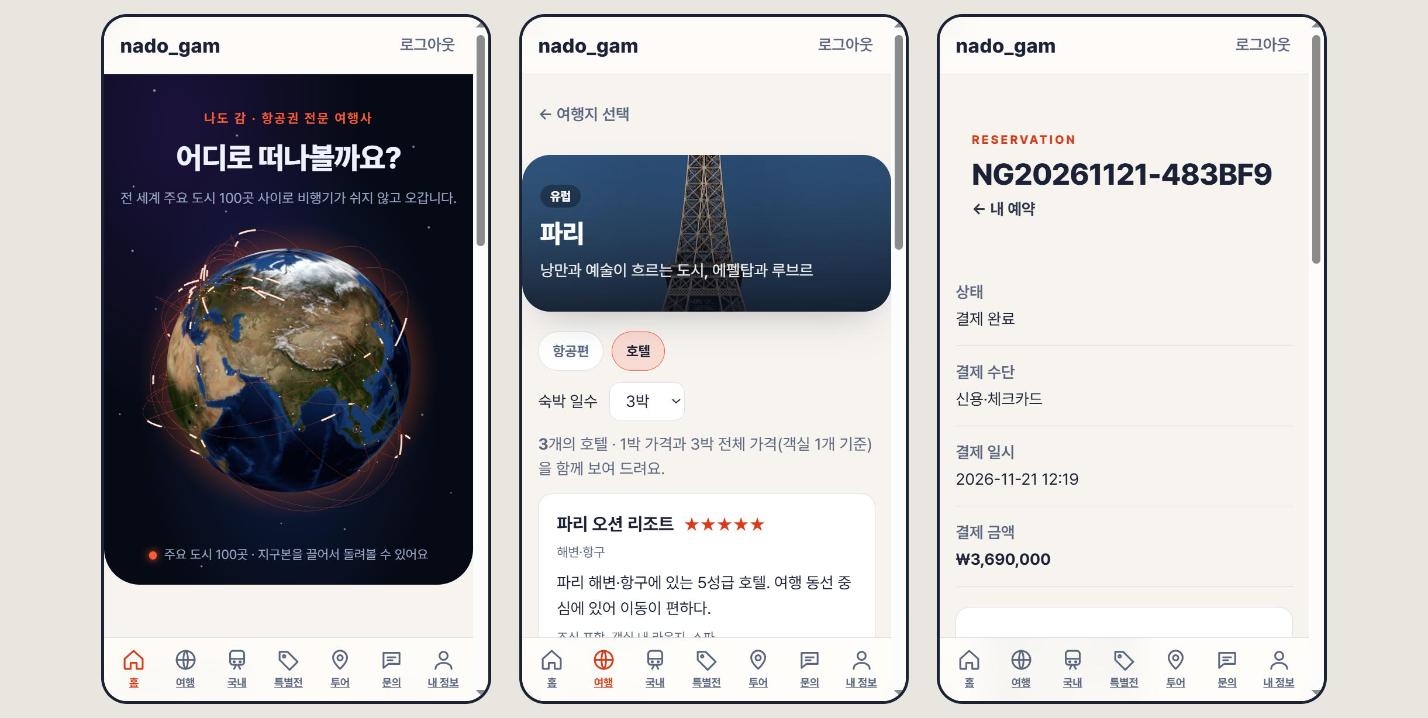 nado_gam
로그아웃
나도 감 · 항공권 전문 여행사
어디로 떠나볼까요?
전 세계 주요 도시 100곳 사이로 비행기가 쉬지 않고 오갑니다.
주요 도시 100곳 · 지구본을 끌어서 돌려볼 수 있어요
홈
여행
국내
특별전
투어
문의
내 정보
nado_gam
로그아웃
← 여행지 선택
유럽
파리
낭만과 예술이 흐르는 도시, 에펠탑과 루브르
항공편
호텔
숙박 일수
3박
3개의 호텔 · 1박 가격과 3박 전체 가격(객실 1개 기준)
을 함께 보여 드려요.
파리 오션 리조트 ★★★★★
해변·항구
파리 해변·항구에 있는 5성급 호텔. 여행 동선 중
심에 있어 이동이 편하다.
홈
여행
국내
특별전
투어
문의
내 정보
nado_gam
로그아웃
RESERVATION
NG20261121-483BF9
← 내 예약
상태
결제 완료
결제 수단
신용·체크카드
결제 일시
2026-11-21 12:19
결제 금액
₩3,690,000
홈
여행
국내
특별전
투어
문의
내 정보